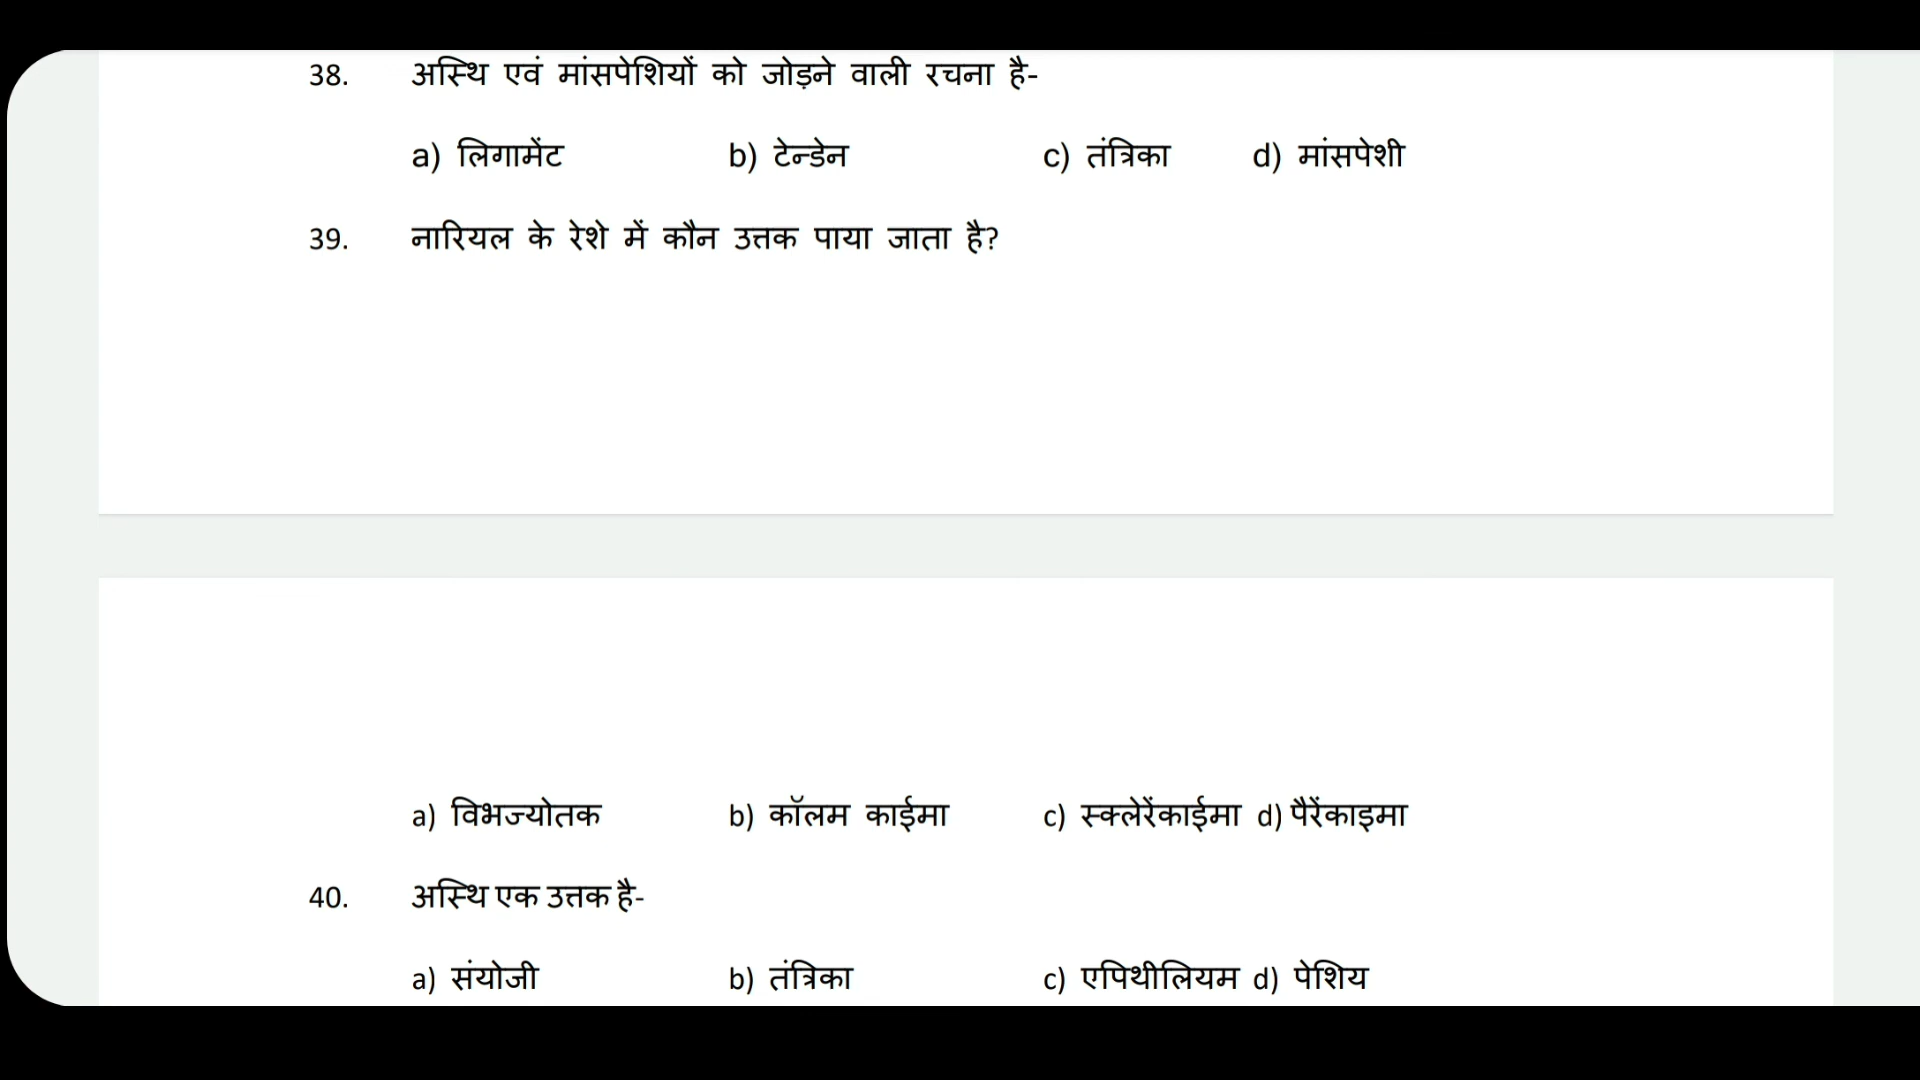 38. अस्थि एवं मांसपेशियों को जोड़ने वाली रचना है-
a) लिगामेंट b) टेन्डेन c) तंत्रिका d) मांसपेशी
39. नारियल के रेशे में कौन उत्तक पाया जाता है?
a) विभज्योतक b) कॉलम काईमा c) स्क्लेरेंकाईमा d) पैरेंकाइमा
40. अस्थि एक उत्तक है-
a) संयोजी b) तंत्रिका c) एपिथीलियम d) पेशिय